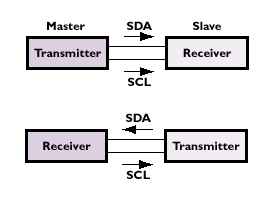 Master SDA Slave
Transmitter Receiver
SCL
SDA
Receiver Transmitter
SCL